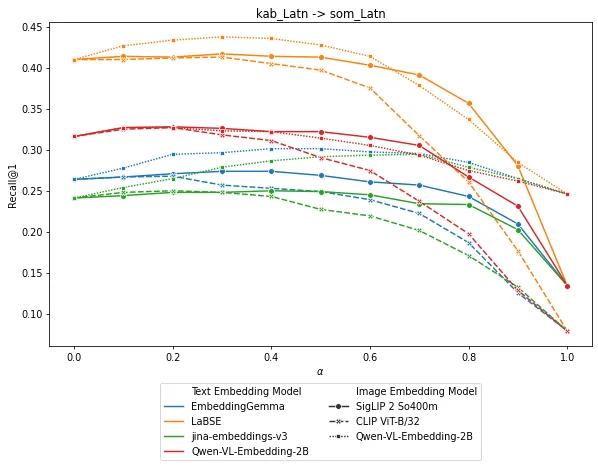 kab_Latn -> som_Latn
0.45
0.40
0.35
0.30
0.25
0.20
0.15
0.10
Recall@1
0.0 0.2 0.4 0.6 0.8 1.0
α
Text Embedding Model Image Embedding Model
EmbeddingGemma SigLIP 2 So400m
LaBSE CLIP ViT-B/32
jina-embeddings-v3 Qwen-VL-Embedding-2B
Qwen-VL-Embedding-2B